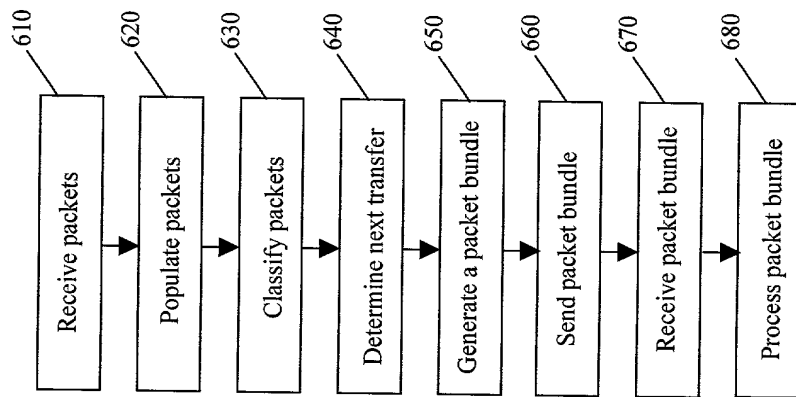 610
Receive packets
620
Populate packets
630
Classify packets
640
Determine next transfer
650
Generate a packet bundle
660
Send packet bundle
670
Receive packet bundle
680
Process packet bundle